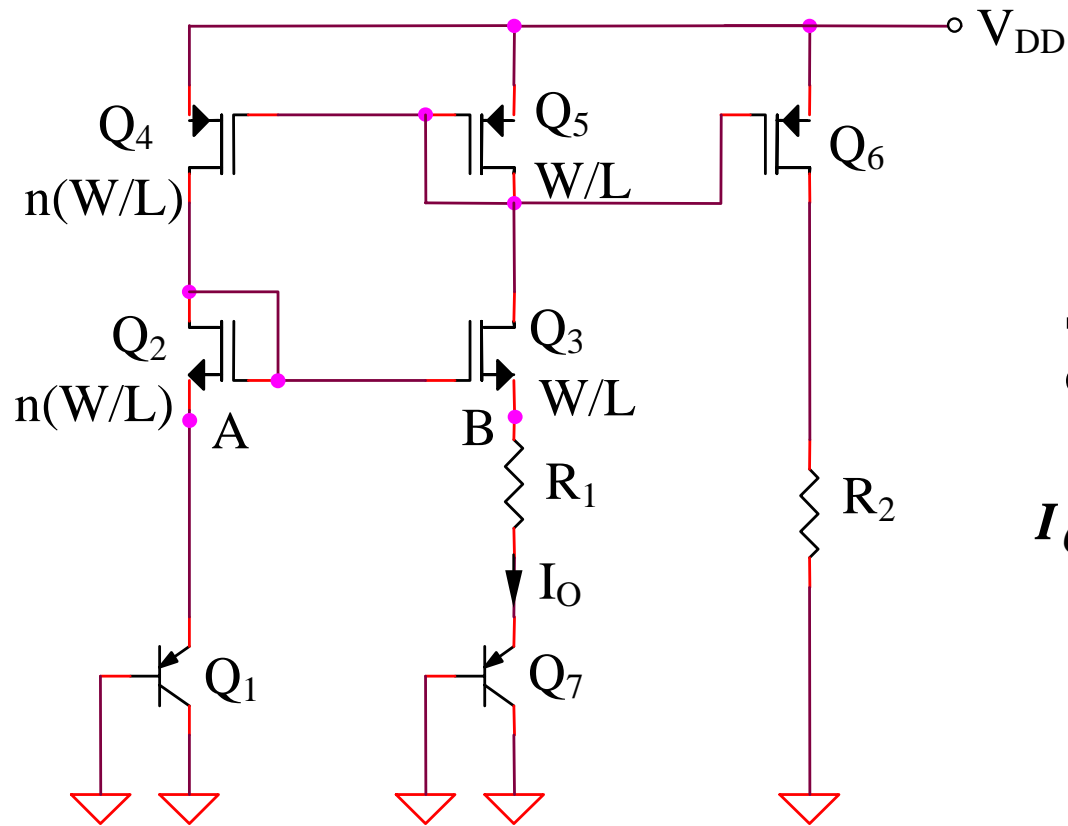 V_DD
Q_4
Q_5
Q_6
n(W/L)
W/L
Q_2
Q_3
n(W/L)
W/L
A
B
R_1
R_2
I_O
Q_1
Q_7